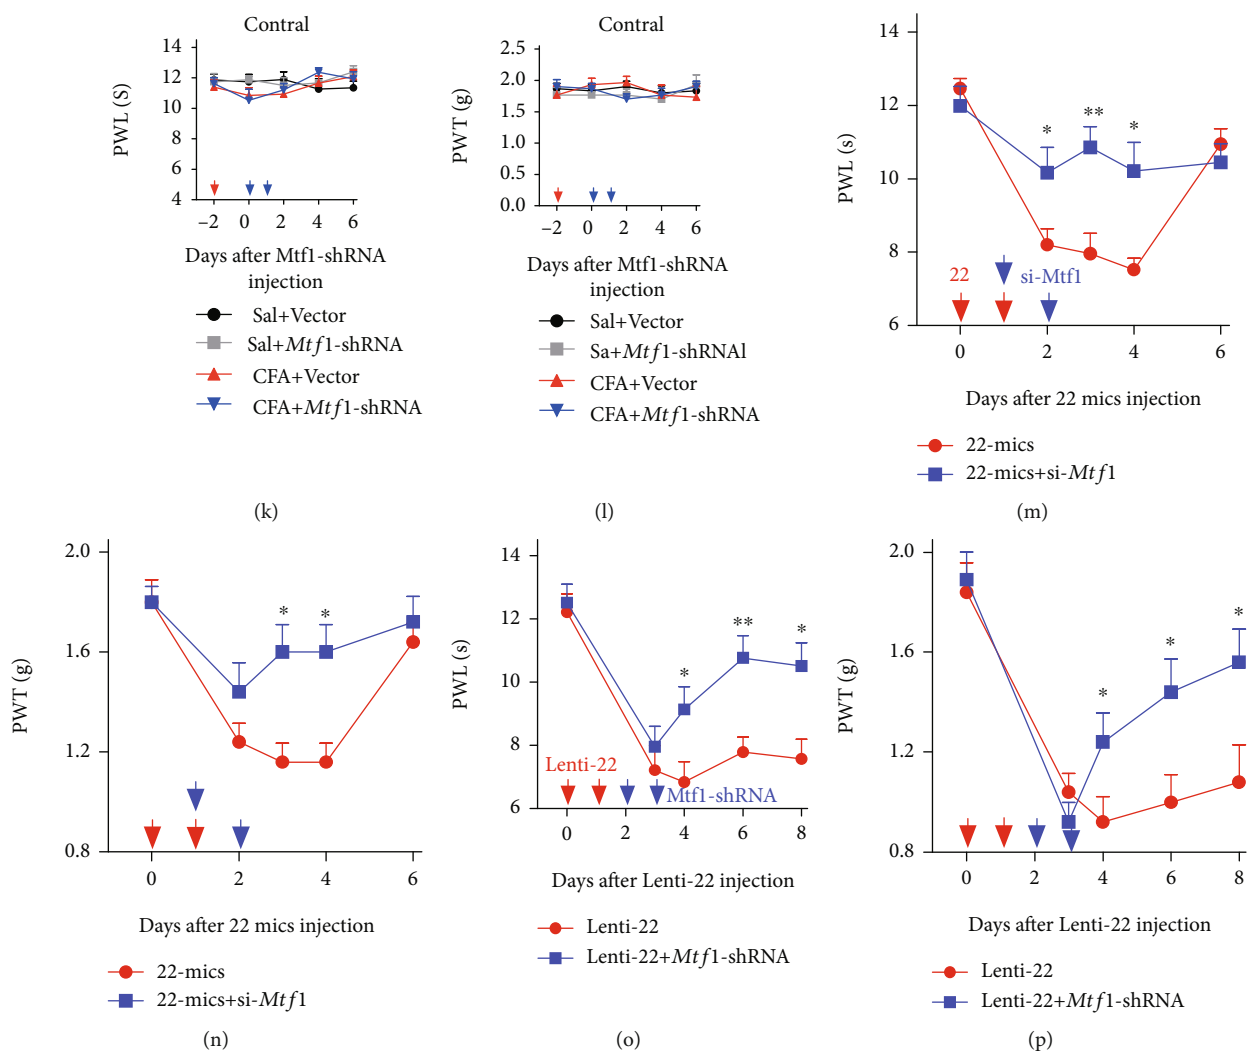 Contral
PWL (S)
14
12
10
8
6
4
−2
0
2
4
6
Days after Mtf1-shRNA
injection
Sal+Vector
Sal+Mtf1-shRNA
CFA+Vector
CFA+Mtf1-shRNA
(k)
Contral
PWT (g)
2.5
2.0
1.5
1.0
0.5
0.0
−2
0
2
4
6
Days after Mtf1-shRNA
injection
Sal+Vector
Sa+Mtf1-shRNAl
CFA+Vector
CFA+Mtf1-shRNA
(l)
PWL (s)
14
12
10
8
6
* ** *
22
si-Mtf1
0
2
4
6
Days after 22 mics injection
22-mics
22-mics+si-Mtf1
(m)
PWT (g)
2.0
1.6
1.2
0.8
* *
0
2
4
6
Days after 22 mics injection
22-mics
22-mics+si-Mtf1
(n)
PWL (s)
14
12
10
8
6
* ** *
Lenti-22
Mtf1-shRNA
0
2
4
6
8
Days after Lenti-22 injection
Lenti-22
Lenti-22+Mtf1-shRNA
(o)
PWT (g)
2.0
1.6
1.2
0.8
* * *
0
2
4
6
8
Days after Lenti-22 injection
Lenti-22
Lenti-22+Mtf1-shRNA
(p)